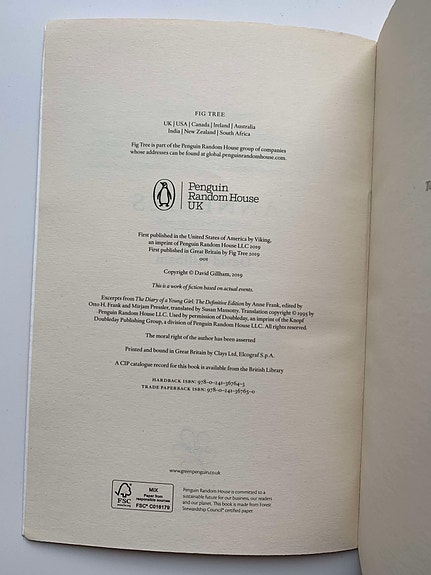 FIG TREE
UK | USA | Canada | Ireland | Australia
India | New Zealand | South Africa
Fig Tree is part of the Penguin Random House group of companies
whose addresses can be found at global.penguinrandomhouse.com.
Penguin
Random House
UK
First published in the United States of America by Viking,
an imprint of Penguin Random House LLC 2019
First published in Great Britain by Fig Tree 2019
001
Copyright © David Gillham, 2019
This is a work of fiction based on actual events.
Excerpts from The Diary of a Young Girl: The Definitive Edition by Anne Frank, edited by
Otto H. Frank and Mirjam Pressler, translated by Susan Massotty. Translation copyright © 1995 by
Penguin Random House LLC. Used by permission of Doubleday, an imprint of the Knopf
Doubleday Publishing Group, a division of Penguin Random House LLC. All rights reserved.
The moral right of the author has been asserted
Printed and bound in Great Britain by Clays Ltd, Elcograf S.p.A.
A CIP catalogue record for this book is available from the British Library
HARDBACK ISBN: 978-0-241-36764-3
TRADE PAPERBACK ISBN: 978-0-241-36765-0
www.greenpenguin.co.uk
FSC
MIX
Paper from
responsible sources
FSC® C018179
Penguin Random House is committed to a
sustainable future for our business, our readers
and our planet. This book is made from Forest
Stewardship Council® certified paper.